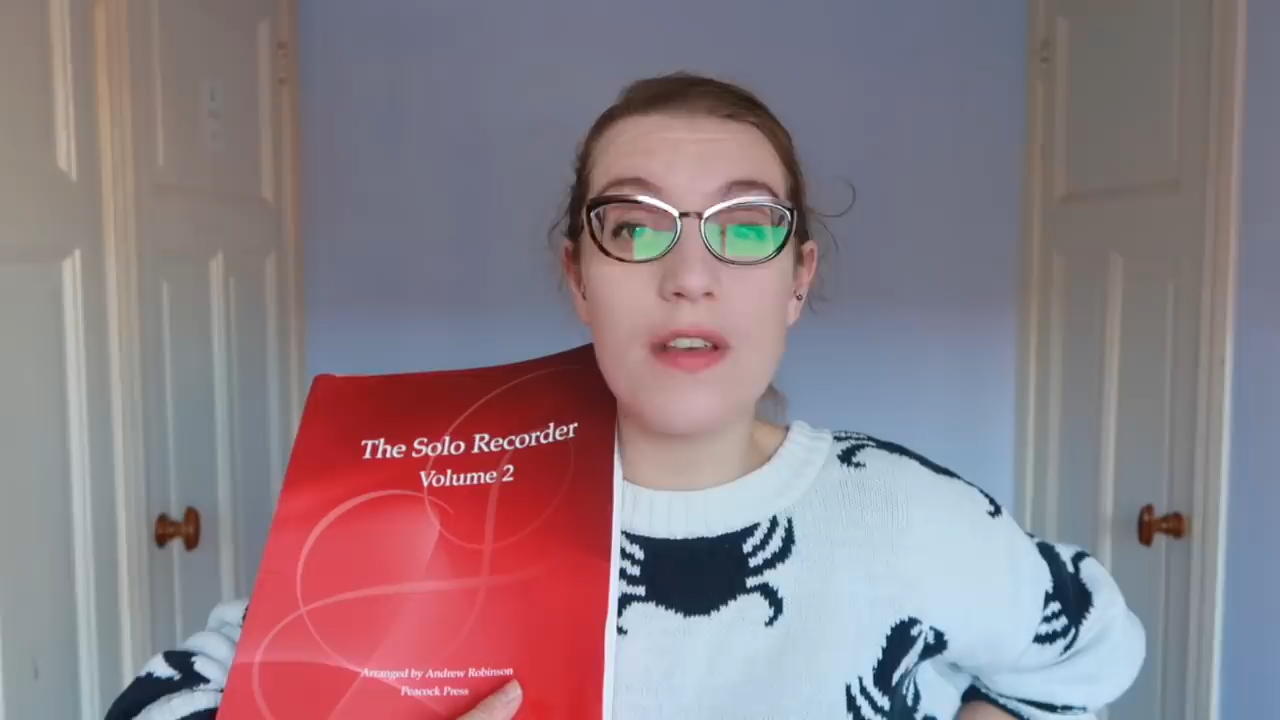 The Solo Recorder
Volume 2
Arranged by Andrew Robinson
Peacock Press